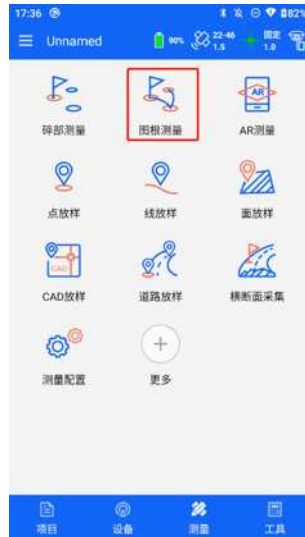 17:36 82%
Unnamed 90% 22-46 固定
1.5 1.0
碎部测量 图根测量 AR测量
AR
点放样 线放样 面放样
CAD
CAD放样 道路放样 横断面采集
测量配置 更多
项目 设备 测量 工具